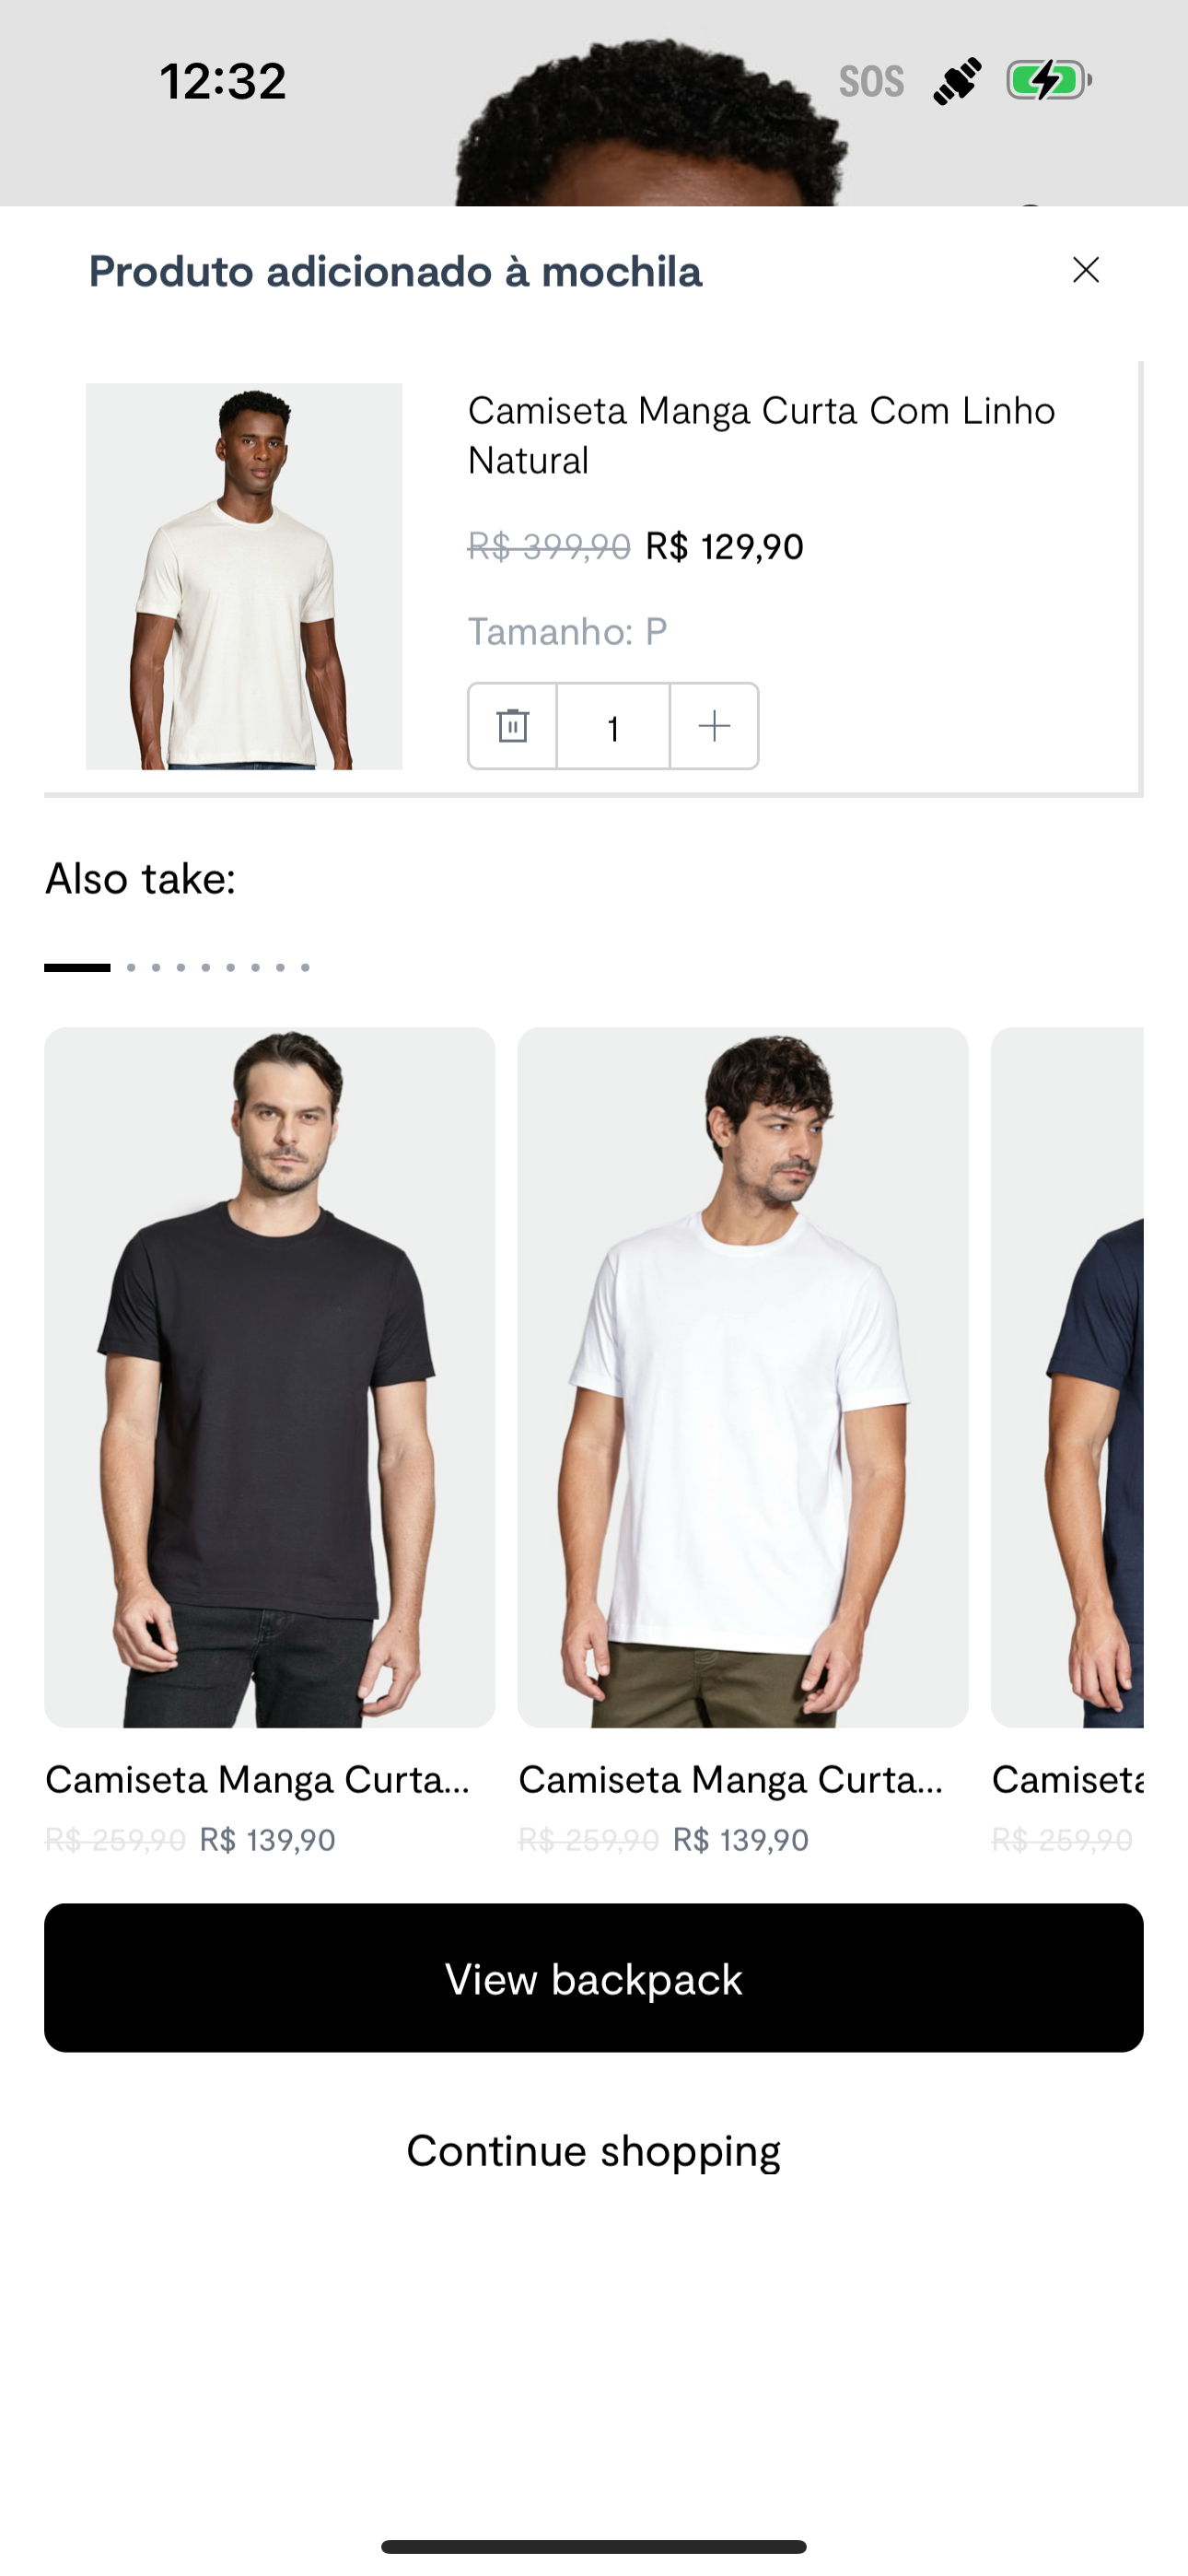 12:32 SOS
Produto adicionado à mochila
Camiseta Manga Curta Com Linho
Natural
R$ 399,90 R$ 129,90
Tamanho: P
1
Also take:
Camiseta Manga Curta...
R$ 259,90 R$ 139,90
Camiseta Manga Curta...
R$ 259,90 R$ 139,90
Camiseta
R$ 259,90
View backpack
Continue shopping